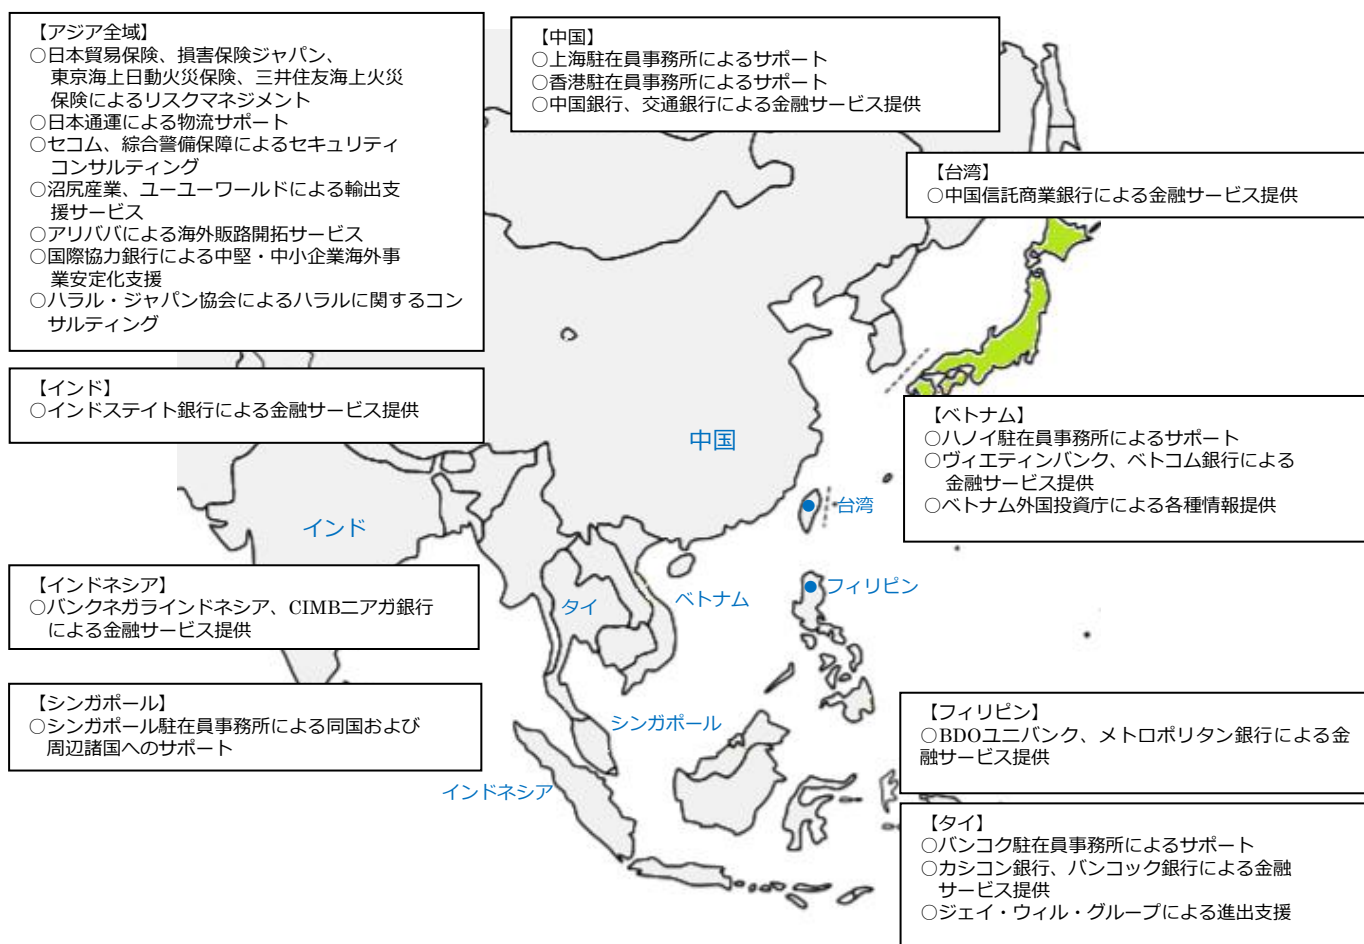 【アジア全域】
○日本貿易保険、損害保険ジャパン、
東京海上日動火災保険、三井住友海上火災
保険によるリスクマネジメント
○日本通運による物流サポート
○セコム、綜合警備保障によるセキュリティ
コンサルティング
○沼尻産業、ユーユーワールドによる輸出支
援サービス
○アリババによる海外販路開拓サービス
○国際協力銀行による中堅・中小企業海外事
業安定化支援
○ハラル・ジャパン協会によるハラルに関するコン
サルティング
【中国】
○上海駐在員事務所によるサポート
○香港駐在員事務所によるサポート
○中国銀行、交通銀行による金融サービス提供
【台湾】
○中国信託商業銀行による金融サービス提供
【インド】
○インドステイト銀行による金融サービス提供
【ベトナム】
○ハノイ駐在員事務所によるサポート
○ヴィエティンバンク、ベトコム銀行による
金融サービス提供
○ベトナム外国投資庁による各種情報提供
中国
台湾
インド
【インドネシア】
○バンクネガラインドネシア、CIMBニアガ銀行
による金融サービス提供
タイ
ベトナム
フィリピン
【シンガポール】
○シンガポール駐在員事務所による同国および
周辺諸国へのサポート
シンガポール
インドネシア
【フィリピン】
○BDOユニバンク、メトロポリタン銀行による金
融サービス提供
【タイ】
○バンコク駐在員事務所によるサポート
○カシコン銀行、バンコック銀行による金融
サービス提供
○ジェイ・ウィル・グループによる進出支援